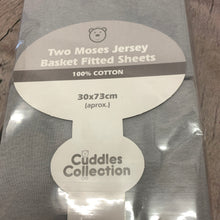 Two Moses Jersey
Basket Fitted Sheets
100% COTTON
30x73cm
(aprox.)
Cuddles
Collection